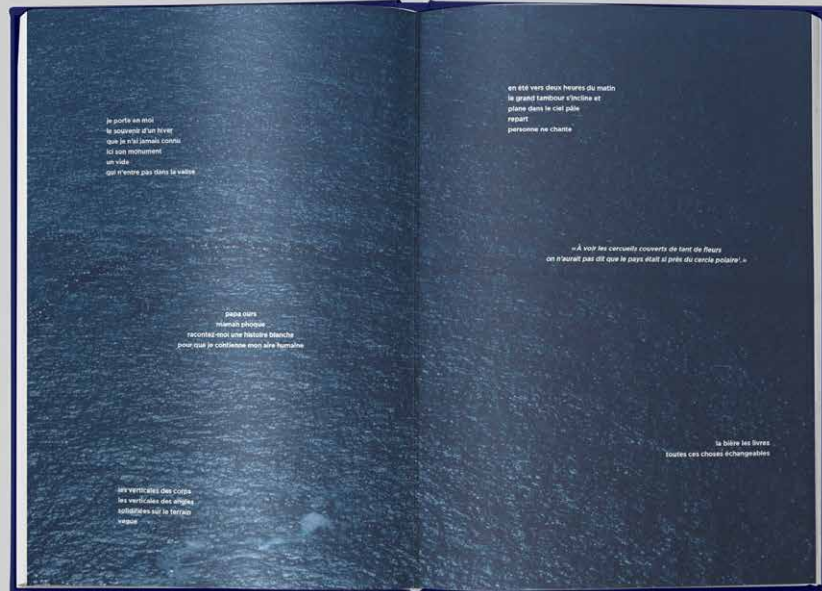 je porte en moi
le souvenir d'un hiver
que je n'ai jamais connu
ici son monument
un vide
qui n'entre pas dans la valise
papa ours
maman phoque
racontez-moi une histoire blanche
pour que je contienne mon aire humaine
les verticales des corps
les verticales des angles
solidifiées sur le terrain
vague
en été vers deux heures du matin
le grand tambour s'incline et
plane dans le ciel pâle
repart
personne ne chante
«À voir les cercueils couverts de tant de fleurs
on n'aurait pas dit que le pays était si près du cercle polaire¹.»
la bière les livres
toutes ces choses échangeables